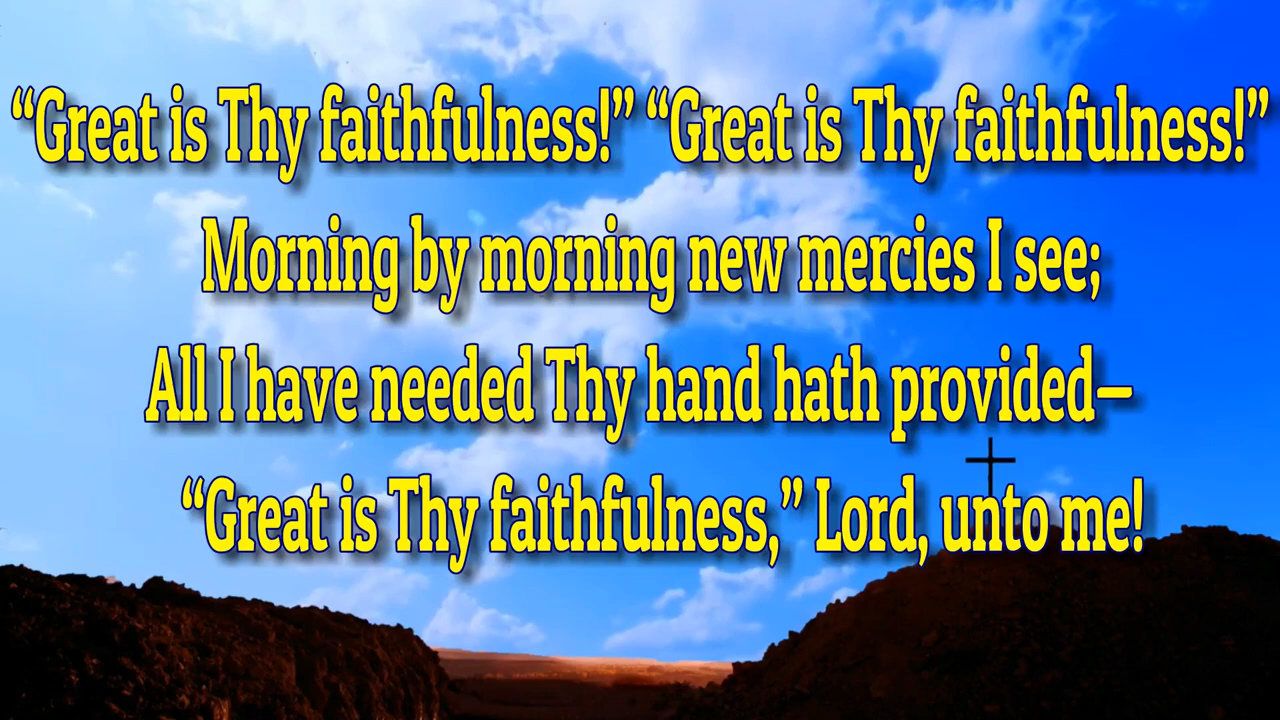 “Great is Thy faithfulness!” “Great is Thy faithfulness!”
Morning by morning new mercies I see;
All I have needed Thy hand hath provided—
“Great is Thy faithfulness,” Lord, unto me!